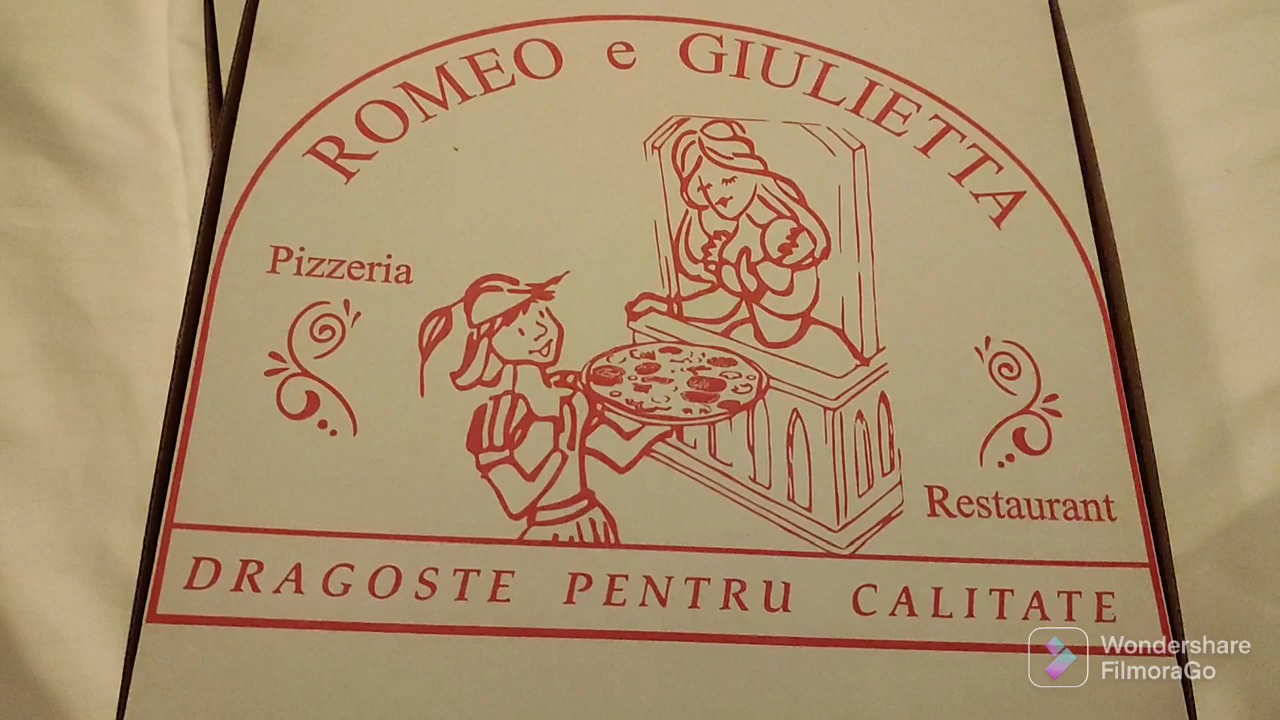 ROMEO e GIULIETTA
Pizzeria
Restaurant
DRAGOSTE PENTRU CALITATE
Wondershare
FilmoraGo